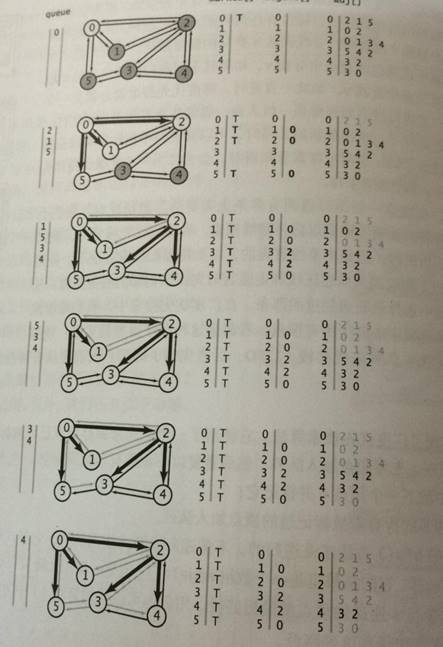 adj[]
queue
0
0 2
1
5 3 4
0 T 0 0 2 1 5
1 1 1 0 2
2 2 2 0 1 3 4
3 3 3 5 4 2
4 4 4 3 2
5 5 5 3 0
2
1
5
0 2
1
5 3 4
0 T 0 0 2 1 5
1 T 1 0 1 0 2
2 T 2 0 2 0 1 3 4
3 3 3 5 4 2
4 4 4 3 2
5 T 5 0 5 3 0
1
5
3
4
0 2
1
5 3 4
0 T 0 0 2 1 5
1 T 1 0 1 0 2
2 T 2 0 2 0 1 3 4
3 T 3 2 3 5 4 2
4 T 4 2 4 3 2
5 T 5 0 5 3 0
5
3
4
0 2
1
5 3 4
0 T 0 0 2 1 5
1 T 1 0 1 0 2
2 T 2 0 2 0 1 3 4
3 T 3 2 3 5 4 2
4 T 4 2 4 3 2
5 T 5 0 5 3 0
3
4
0 2
1
5 3 4
0 T 0 0 2 1 5
1 T 1 0 1 0 2
2 T 2 0 2 0 1 3 4
3 T 3 2 3 5 4 2
4 T 4 2 4 3 2
5 T 5 0 5 3 0
4
0 2
1
5 3 4
0 T 0 0 2 1 5
1 T 1 0 1 0 2
2 T 2 0 2 0 1 3 4
3 T 3 2 3 5 4 2
4 T 4 2 4 3 2
5 T 5 0 5 3 0